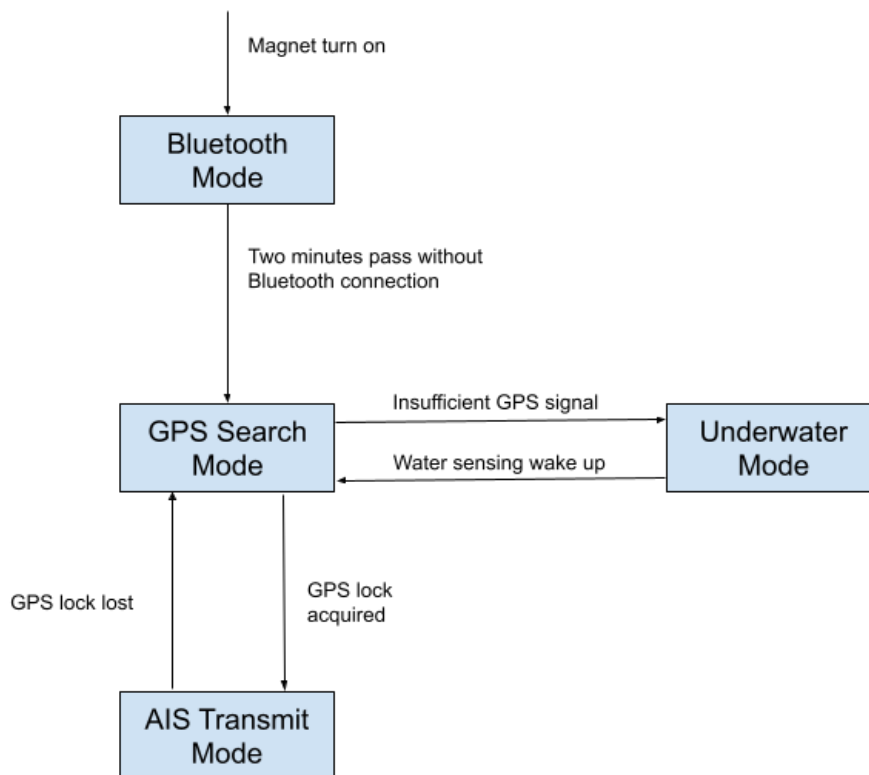 Magnet turn on
Bluetooth
Mode
Two minutes pass without
Bluetooth connection
Insufficient GPS signal
GPS Search
Mode
Underwater
Mode
Water sensing wake up
GPS lock lost
GPS lock
acquired
AIS Transmit
Mode